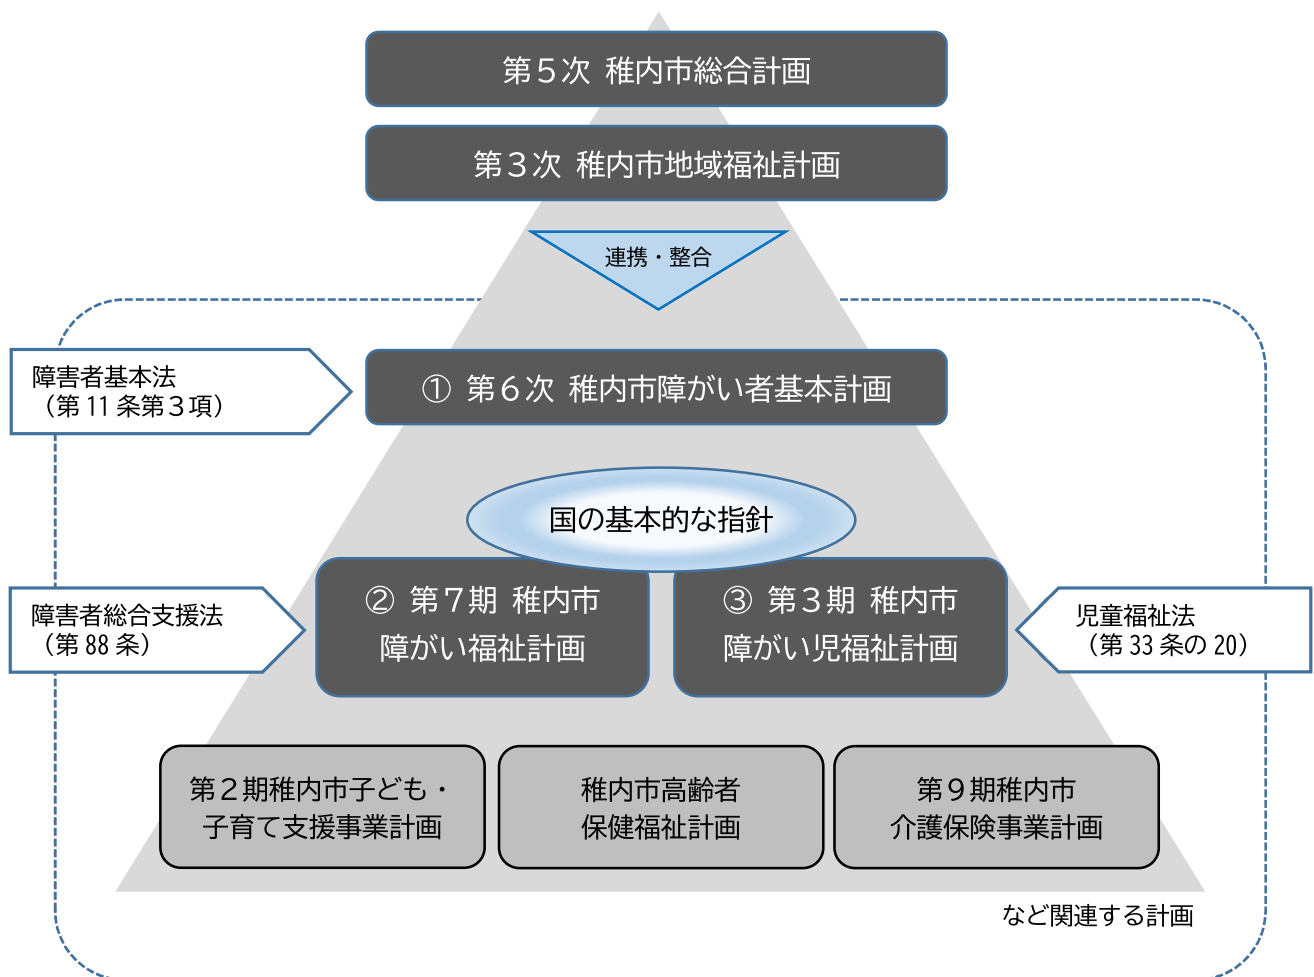 第５次 稚内市総合計画
第３次 稚内市地域福祉計画
連携・整合
障害者基本法
（第 11 条第３項）
① 第６次 稚内市障がい者基本計画
国の基本的な指針
障害者総合支援法
（第 88 条）
② 第７期 稚内市
障がい福祉計画
③ 第３期 稚内市
障がい児福祉計画
児童福祉法
（第 33 条の 20）
第２期稚内市子ども・
子育て支援事業計画
稚内市高齢者
保健福祉計画
第９期稚内市
介護保険事業計画
など関連する計画